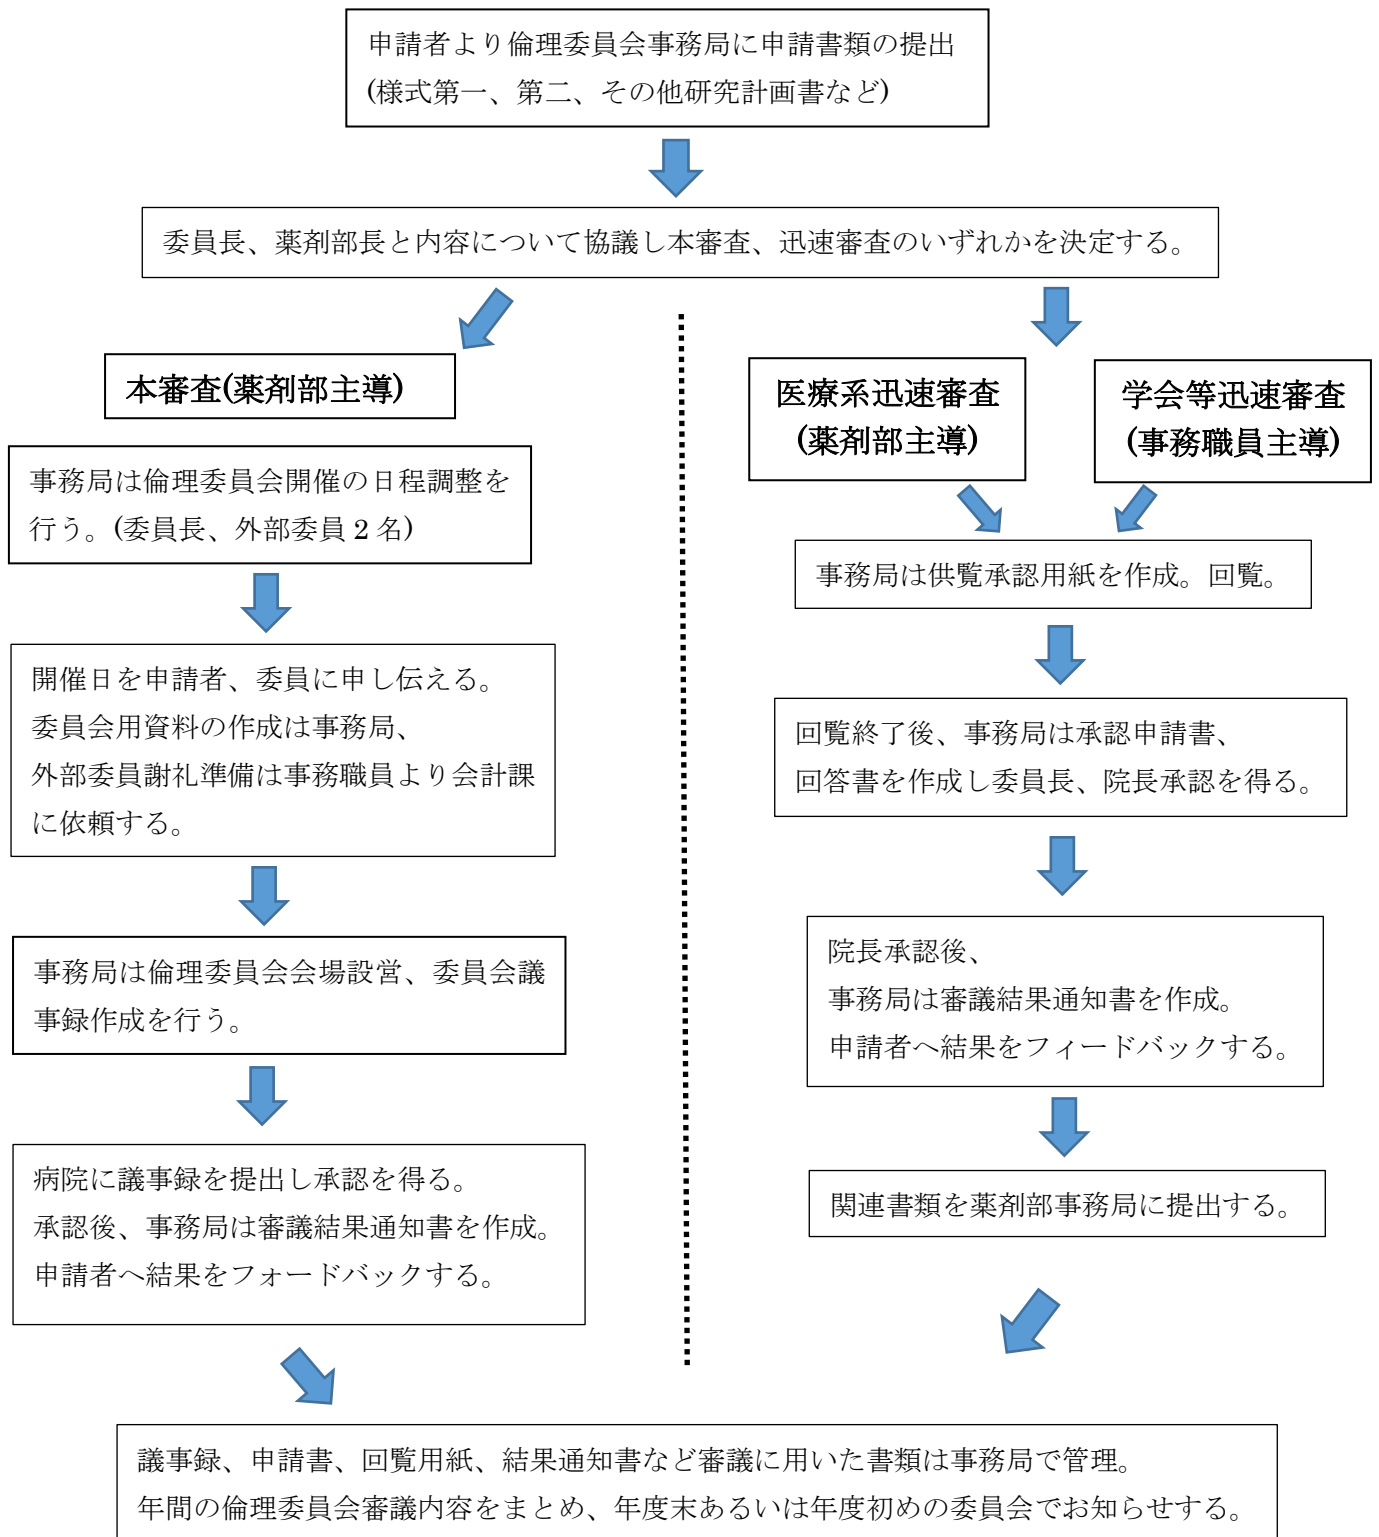 申請者より倫理委員会事務局に申請書類の提出
(様式第一、第二、その他研究計画書など)
委員長、薬剤部長と内容について協議し本審査、迅速審査のいずれかを決定する。
本審査(薬剤部主導)
事務局は倫理委員会開催の日程調整を
行う。(委員長、外部委員 2 名)
開催日を申請者、委員に申し伝える。
委員会用資料の作成は事務局、
外部委員謝礼準備は事務職員より会計課
に依頼する。
事務局は倫理委員会会場設営、委員会議
事録作成を行う。
病院に議事録を提出し承認を得る。
承認後、事務局は審議結果通知書を作成。
申請者へ結果をフォードバックする。
医療系迅速審査
(薬剤部主導)
学会等迅速審査
(事務職員主導)
事務局は供覧承認用紙を作成。回覧。
回覧終了後、事務局は承認申請書、
回答書を作成し委員長、院長承認を得る。
院長承認後、
事務局は審議結果通知書を作成。
申請者へ結果をフィードバックする。
関連書類を薬剤部事務局に提出する。
議事録、申請書、回覧用紙、結果通知書など審議に用いた書類は事務局で管理。
年間の倫理委員会審議内容をまとめ、年度末あるいは年度初めの委員会でお知らせする。